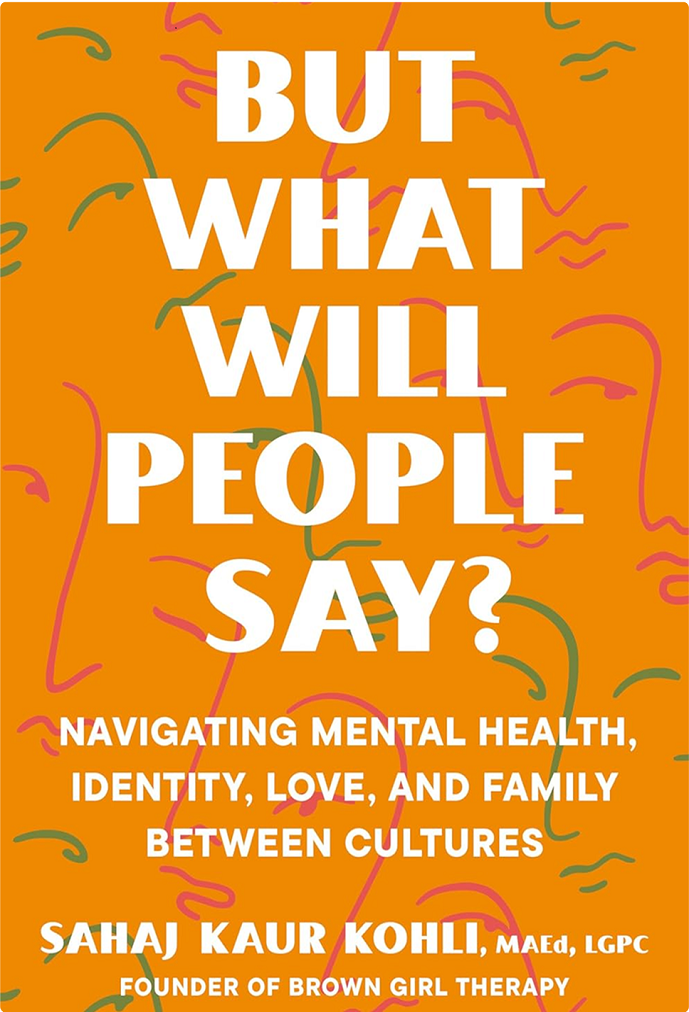 BUT
WHAT
WILL
PEOPLE
SAY?
NAVIGATING MENTAL HEALTH,
IDENTITY, LOVE, AND FAMILY
BETWEEN CULTURES
SAHAJ KAUR KOHLI, MAEd, LGPC
FOUNDER OF BROWN GIRL THERAPY